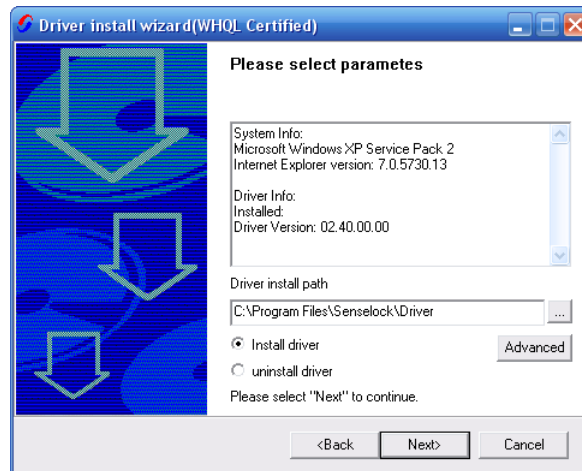 Driver install wizard(WHQL Certified)
Please select parametes
System Info:
Microsoft Windows XP Service Pack 2
Internet Explorer version: 7.0.5730.13
Driver Info:
Installed:
Driver Version: 02.40.00.00
Driver install path
C:\Program Files\Senselock\Driver
...
Install driver
Advanced
uninstall driver
Please select "Next" to continue.
<Back
Next>
Cancel